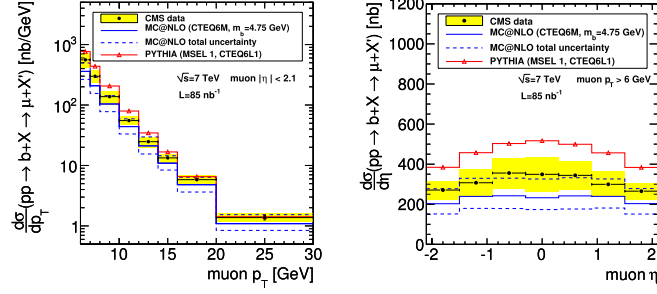 dσ/dp_T (pp → b+X → μ+X') [nb/GeV]
10³
10²
10
1
CMS data
MC@NLO (CTEQ6M, m_b=4.75 GeV)
MC@NLO total uncertainty
PYTHIA (MSEL 1, CTEQ6L1)
√s=7 TeV muon |η| < 2.1
L=85 nb⁻¹
10 15 20 25 30
muon p_T [GeV]
dσ/dη (pp → b+X → μ+X') [nb]
1200
1000
800
600
400
200
0
CMS data
MC@NLO (CTEQ6M, m_b=4.75 GeV)
MC@NLO total uncertainty
PYTHIA (MSEL 1, CTEQ6L1)
√s=7 TeV muon p_T > 6 GeV
L=85 nb⁻¹
-2 -1 0 1 2
muon η